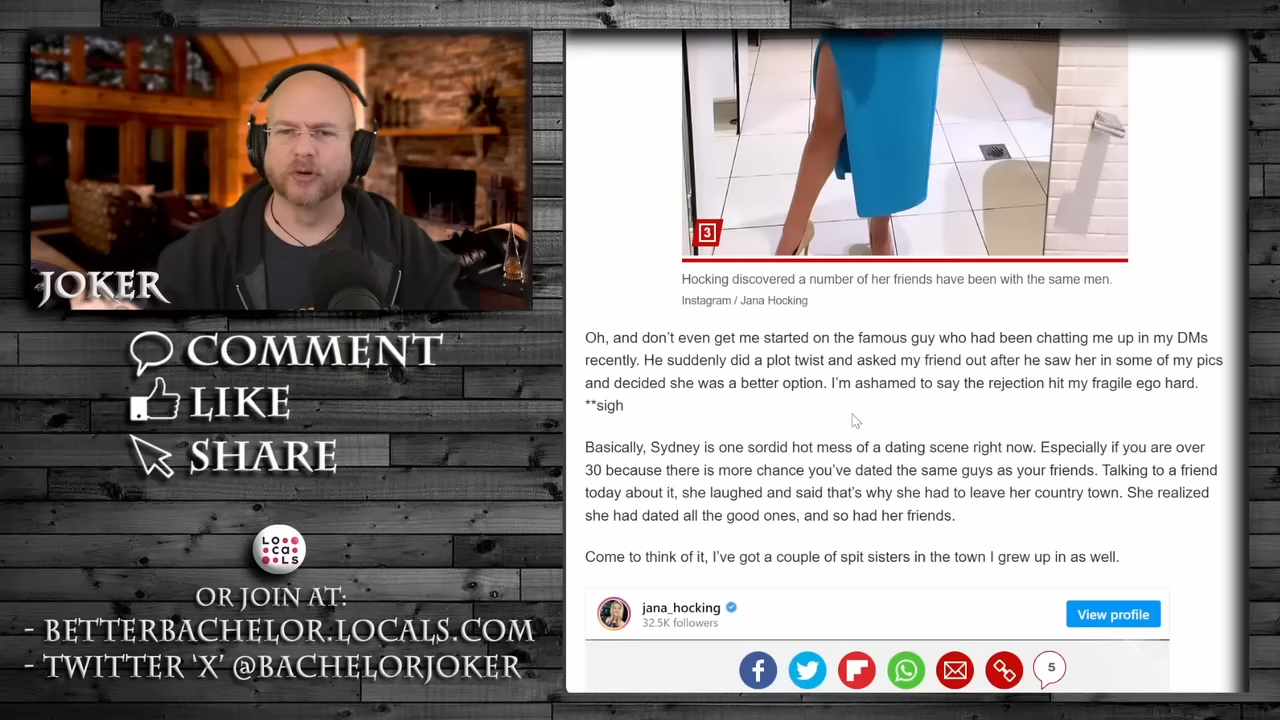 JOKER
COMMENT
LIKE
SHARE
LOCALS
OR JOIN AT:
- BETTERBACHELOR.LOCALS.COM
- TWITTER 'X' @BACHELORJOKER
3
Hocking discovered a number of her friends have been with the same men.
Instagram / Jana Hocking
Oh, and don’t even get me started on the famous guy who had been chatting me up in my DMs
recently. He suddenly did a plot twist and asked my friend out after he saw her in some of my pics
and decided she was a better option. I’m ashamed to say the rejection hit my fragile ego hard.
**sigh
Basically, Sydney is one sordid hot mess of a dating scene right now. Especially if you are over
30 because there is more chance you’ve dated the same guys as your friends. Talking to a friend
today about it, she laughed and said that’s why she had to leave her country town. She realized
she had dated all the good ones, and so had her friends.
Come to think of it, I’ve got a couple of spit sisters in the town I grew up in as well.
jana_hocking
32.5K followers
View profile
5